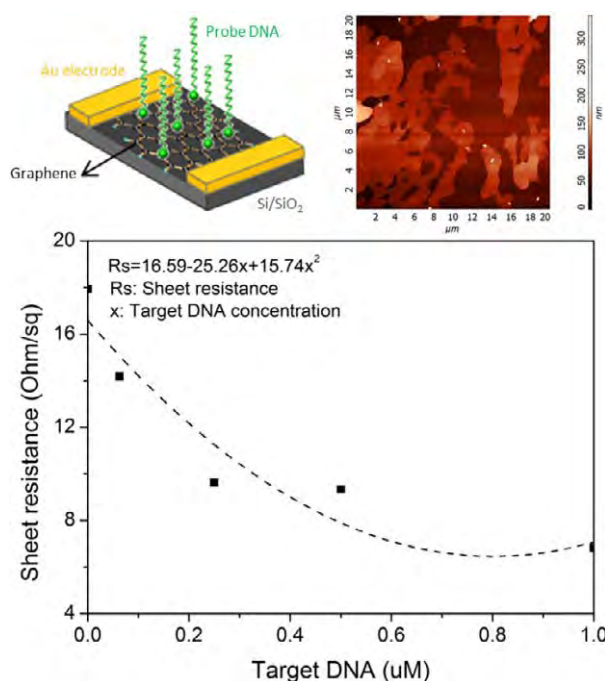 Probe DNA
Au electrode
Graphene
Si/SiO2
µm
20
18
16
14
12
10
8
6
4
2
2 4 6 8 10 12 14 16 18 20
µm
0 50 100 150 200 250 300
nm
Rs=16.59-25.26x+15.74x²
Rs: Sheet resistance
x: Target DNA concentration
Sheet resistance (Ohm/sq)
20
16
12
8
4
0.0 0.2 0.4 0.6 0.8 1.0
Target DNA (uM)